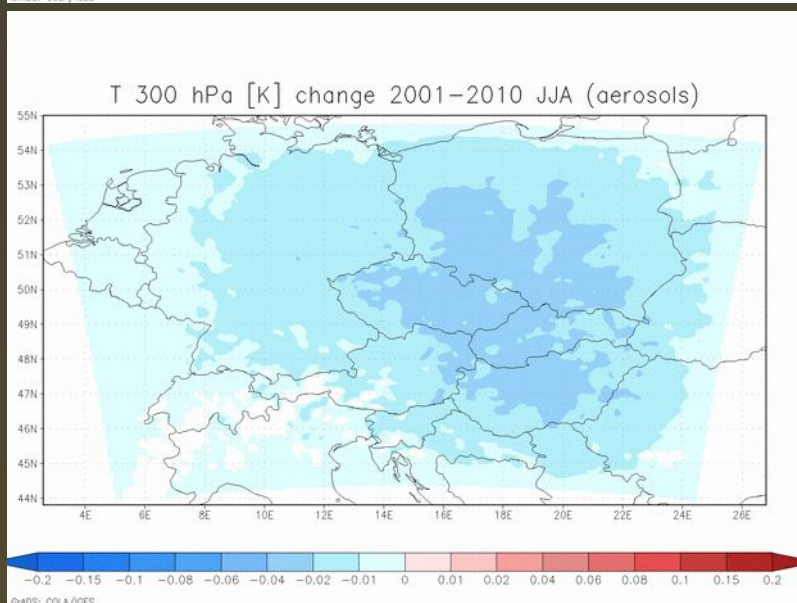 T 300 hPa [K] change 2001−2010 JJA (aerosols)
55N
54N
53N
52N
51N
50N
49N
48N
47N
46N
45N
44N
4E 6E 8E 10E 12E 14E 16E 18E 20E 22E 24E 26E
−0.2 −0.15 −0.1 −0.08 −0.06 −0.04 −0.02 −0.01 0 0.01 0.02 0.04 0.06 0.08 0.1 0.15 0.2
GrADS: COLA/IGES